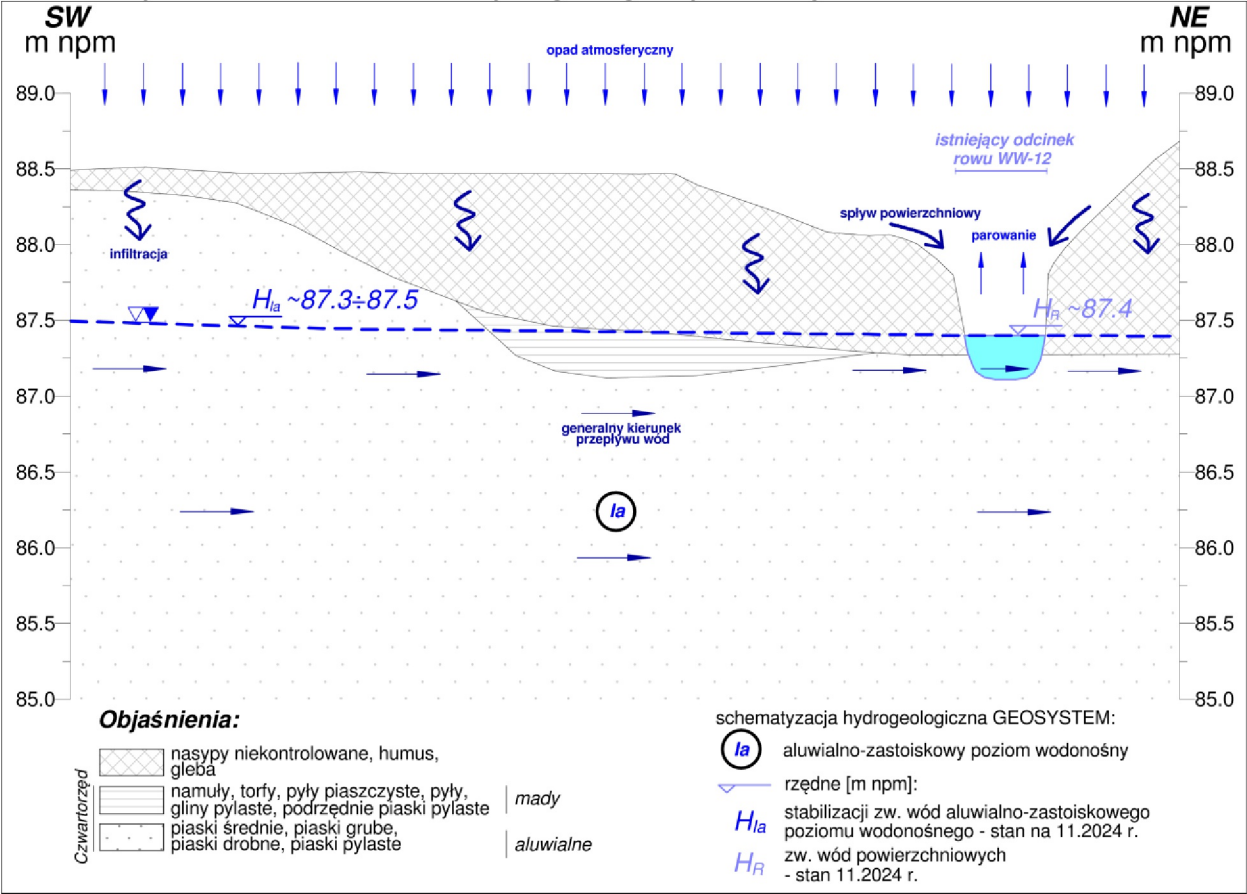 SW
m npm
NE
m npm
opad atmosferyczny
89.0
89.0
istniejący odcinek
rowu WW-12
88.5
88.5
spływ powierzchniowy
parowanie
88.0
88.0
infiltracja
HIa ~87.3÷87.5
HR ~87.4
87.5
87.5
87.0
87.0
generalny kierunek
przepływu wód
86.5
86.5
Ia
86.0
86.0
85.5
85.5
85.0
85.0
Objaśnienia:
nasypy niekontrolowane, humus,
gleba
Czwartorzęd
namuły, torfy, pyły piaszczyste, pyły,
gliny pylaste, podrzędnie piaski pylaste
mady
piaski średnie, piaski grube,
piaski drobne, piaski pylaste
aluwialne
schematyzacja hydrogeologiczna GEOSYSTEM:
Ia
aluwialno-zastoiskowy poziom wodonośny
rzędne [m npm]:
HIa
stabilizacji zw. wód aluwialno-zastoiskowego
poziomu wodonośnego - stan na 11.2024 r.
HR
zw. wód powierzchniowych
- stan 11.2024 r.